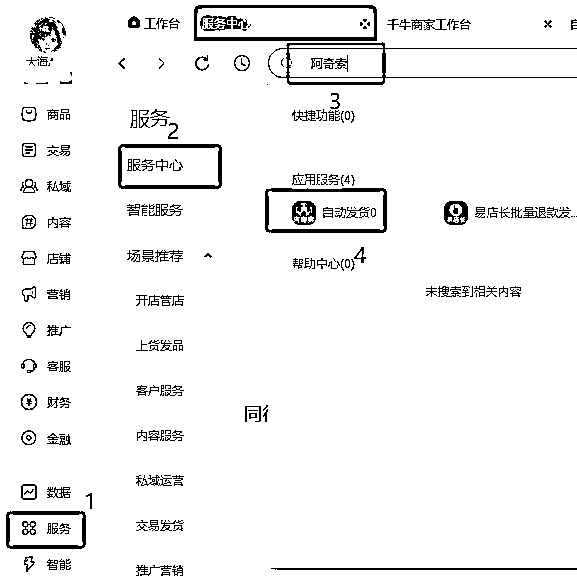 工作台
服务中心
千牛商家工作台
大海
阿奇索
3
快捷功能(0)
应用服务(4)
自动发货0
易店长批量退款发...
4
帮助中心(0)
未搜索到相关内容
商品
交易
私域
内容
店铺
营销
推广
客服
财务
金融
数据
1
服务
智能
服务
2
服务中心
智能服务
场景推荐
开店管店
上货发品
客户服务
内容服务
私域运营
交易发货
推广营销
同行